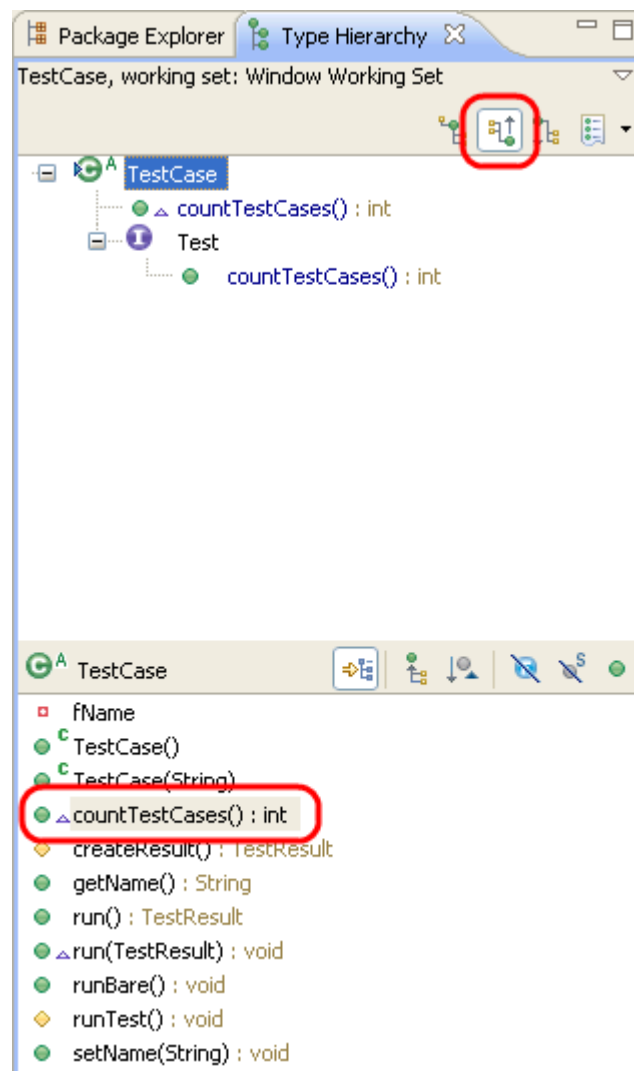 Package Explorer Type Hierarchy
TestCase, working set: Window Working Set
A TestCase
countTestCases() : int
I Test
countTestCases() : int
C A TestCase S
fName
C TestCase()
C TestCase(String)
countTestCases() : int
createResult() : TestResult
getName() : String
run() : TestResult
run(TestResult) : void
runBare() : void
runTest() : void
setName(String) : void